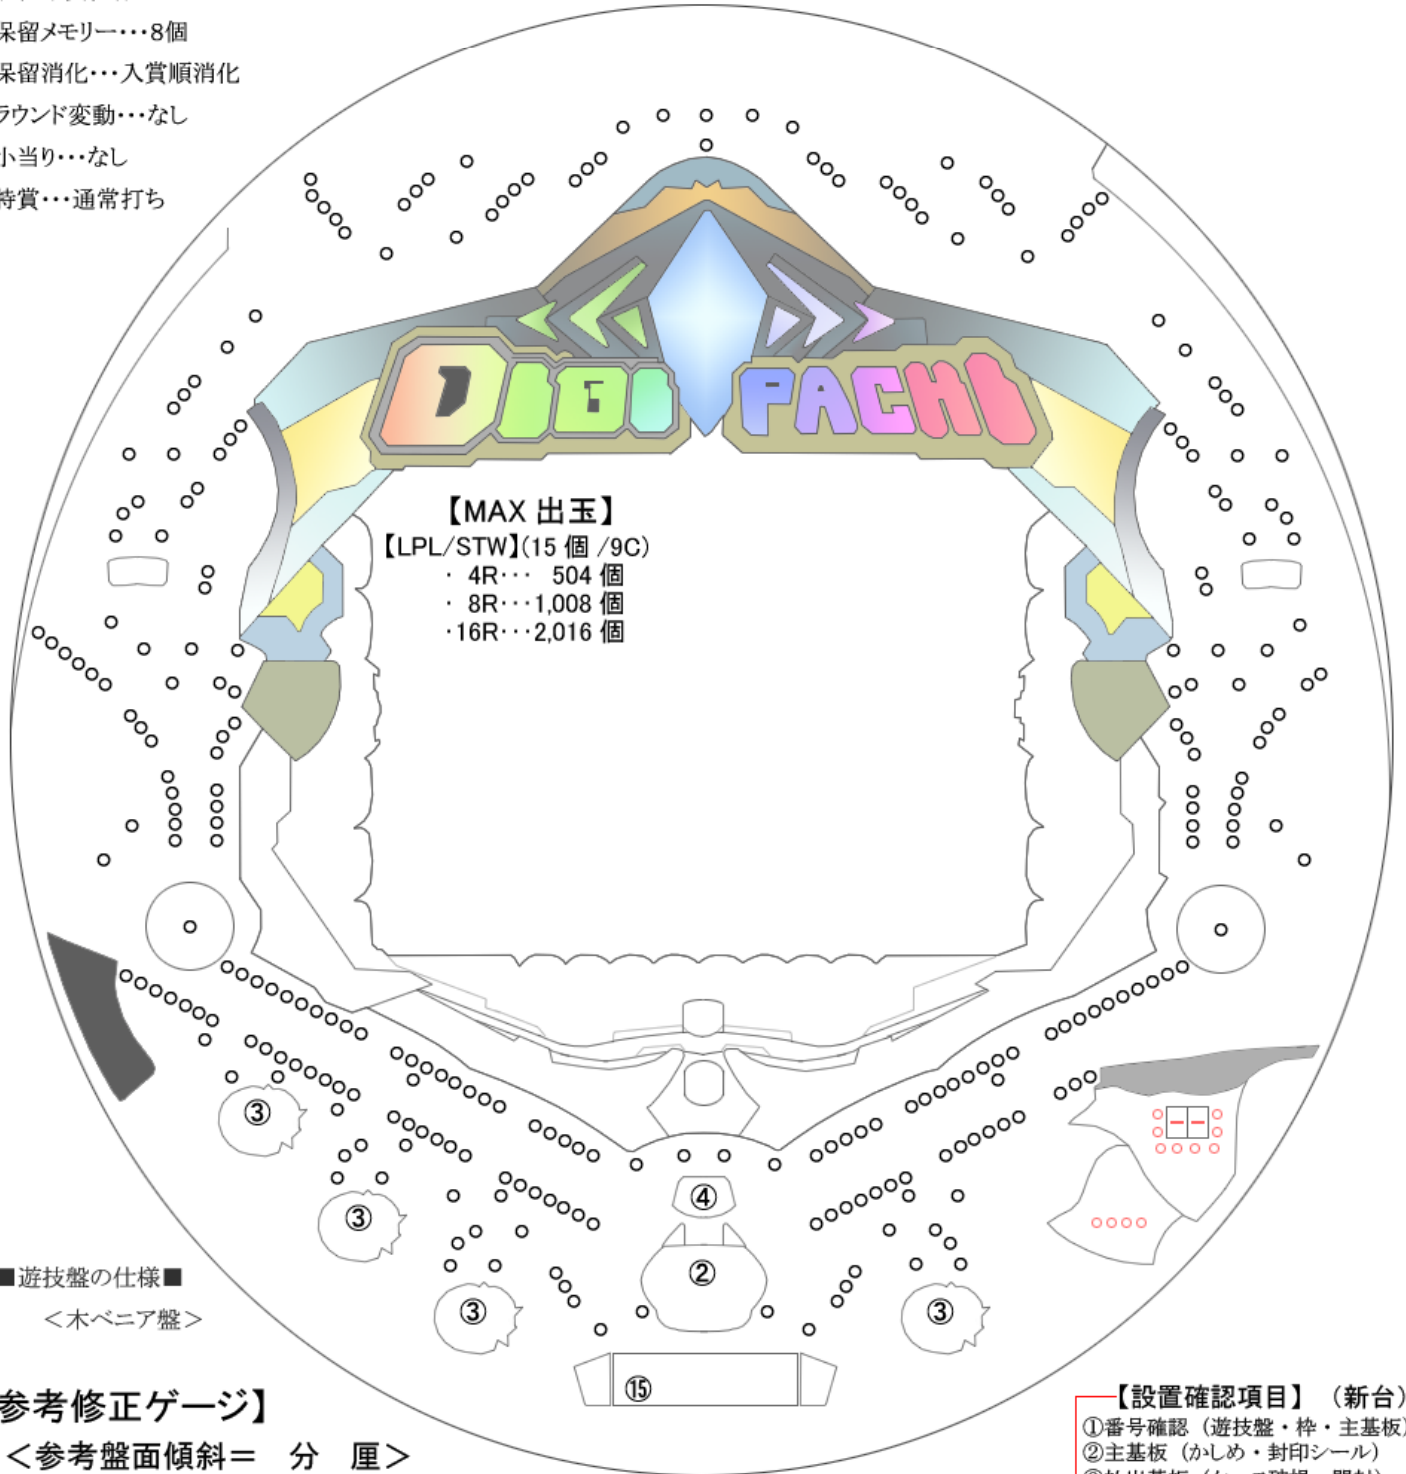 保留メモリー･･･8個
保留消化･･･入賞順消化
ラウンド変動･･･なし
小当り･･･なし
特賞･･･通常打ち
DIGI PACHI
【MAX 出玉】
【LPL/STW】(15 個 /9C)
･ 4R･･･ 504 個
･ 8R･･･1,008 個
･16R･･･2,016 個
③
③
④
②
③
③
⑮
■遊技盤の仕様■
＜木ベニア盤＞
参考修正ゲージ】
＜参考盤面傾斜＝ 分 厘＞
【設置確認項目】 （新台）
①番号確認（遊技盤・枠・主基板）
②主基板（かしめ・封印シール）